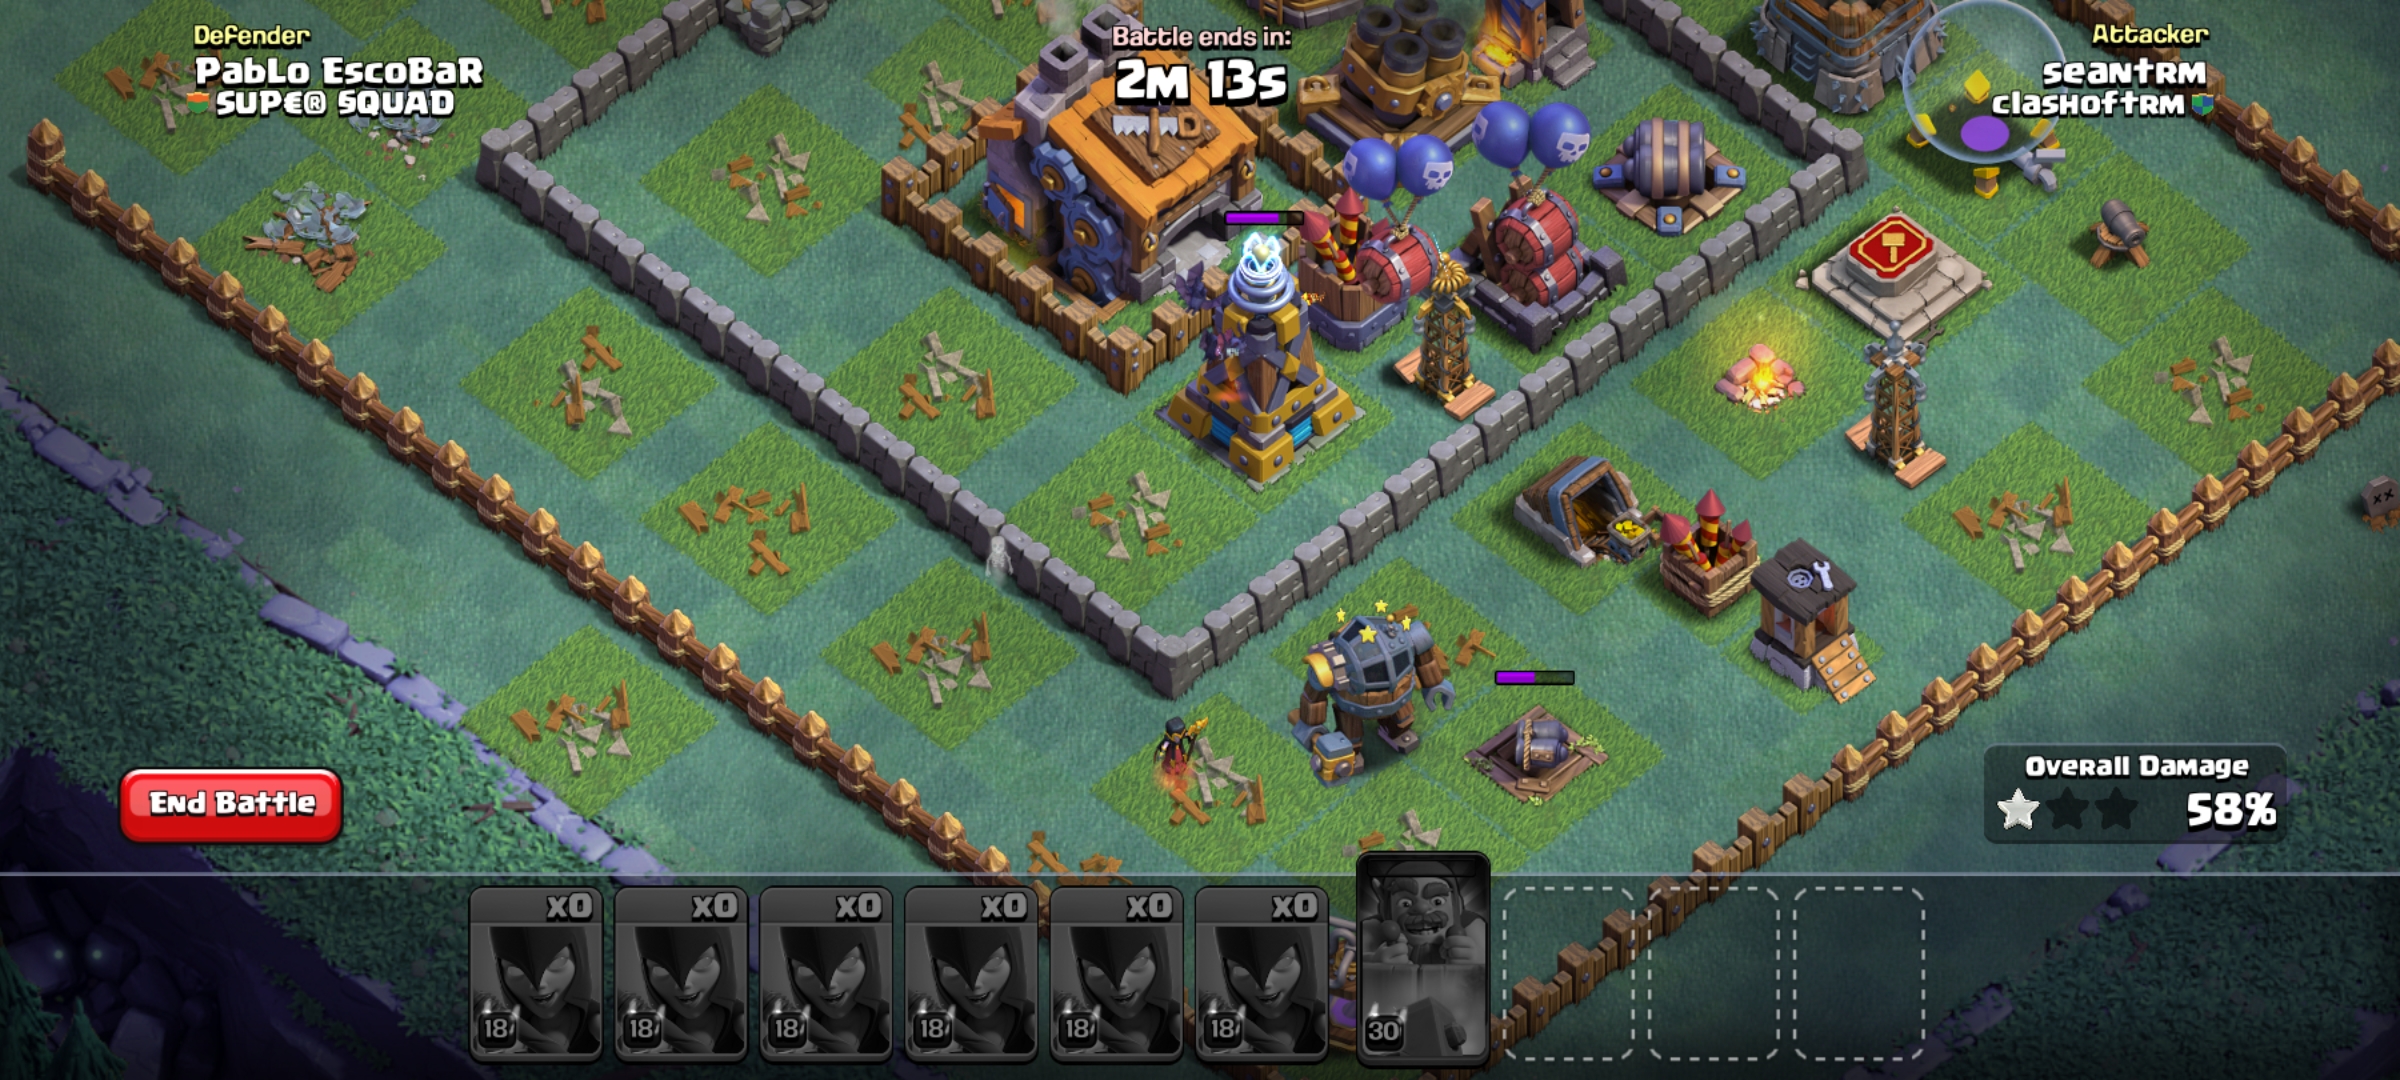 Defender
PabLo EscoBaR
SUP€® SQUAD
Battle ends in:
2M 13S
Attacker
seantRM
clasHoftRM
End Battle
Overall Damage
58%
x0
x0
x0
x0
x0
x0
18
18
18
18
18
18
30